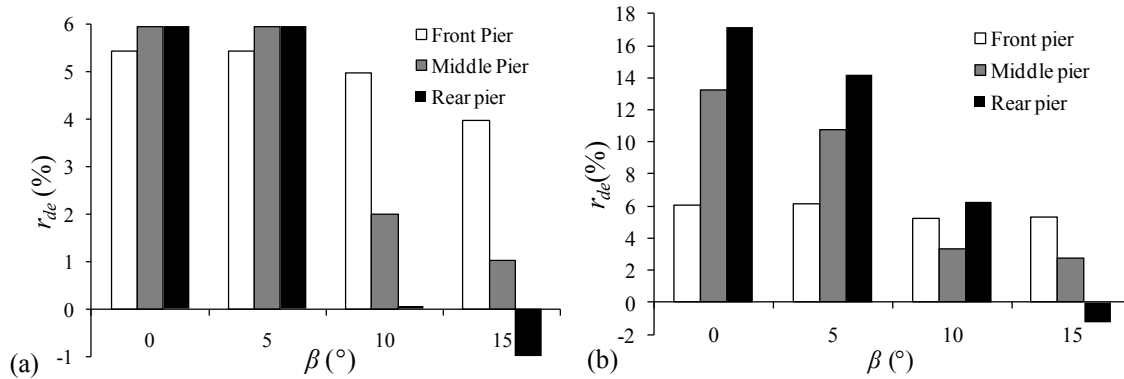 6
5
4
3
2
1
0
-1
r_de (%)
Front Pier
Middle Pier
Rear pier
0 5 10 15
(a) β (°)
18
16
14
12
10
8
6
4
2
0
-2
r_de(%)
Front pier
Middle pier
Rear pier
0 5 10 15
(b) β (°)